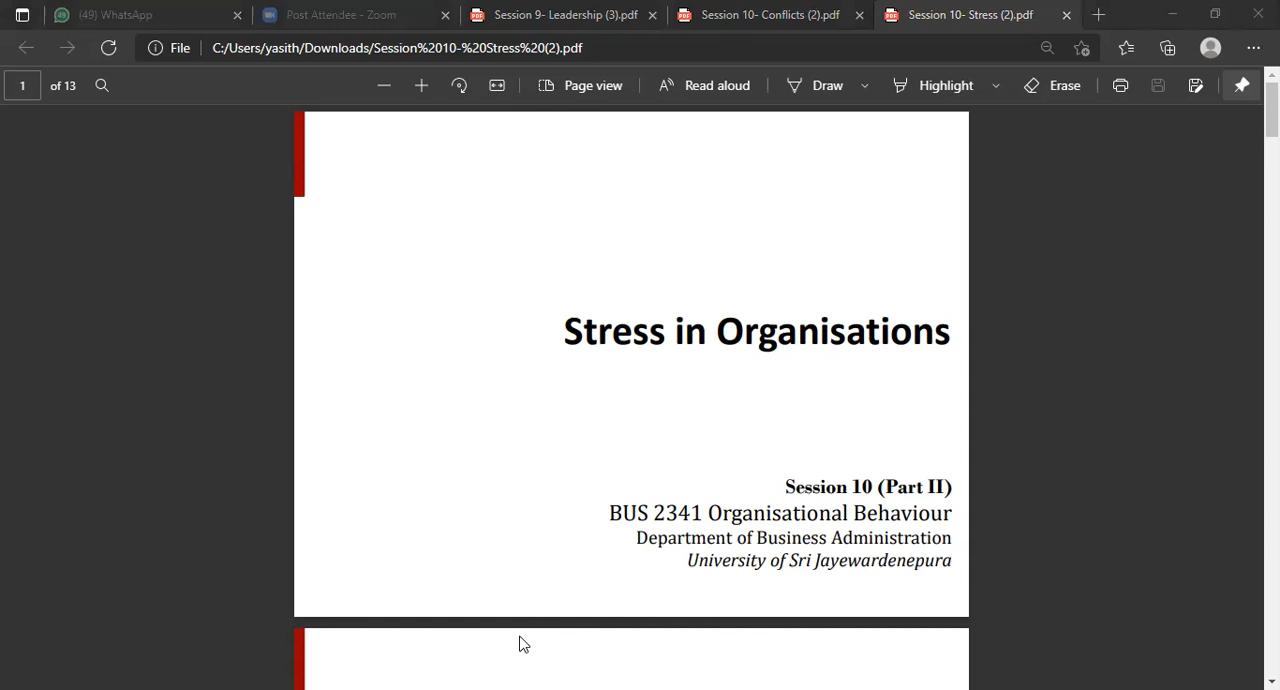 (49) WhatsApp
Post Attendee - Zoom
Session 9- Leadership (3).pdf
Session 10- Conflicts (2).pdf
Session 10- Stress (2).pdf
File
C:/Users/yasith/Downloads/Session%2010-%20Stress%20(2).pdf
1 of 13
Page view
Read aloud
Draw
Highlight
Erase
Stress in Organisations
Session 10 (Part II)
BUS 2341 Organisational Behaviour
Department of Business Administration
University of Sri Jayewardenepura